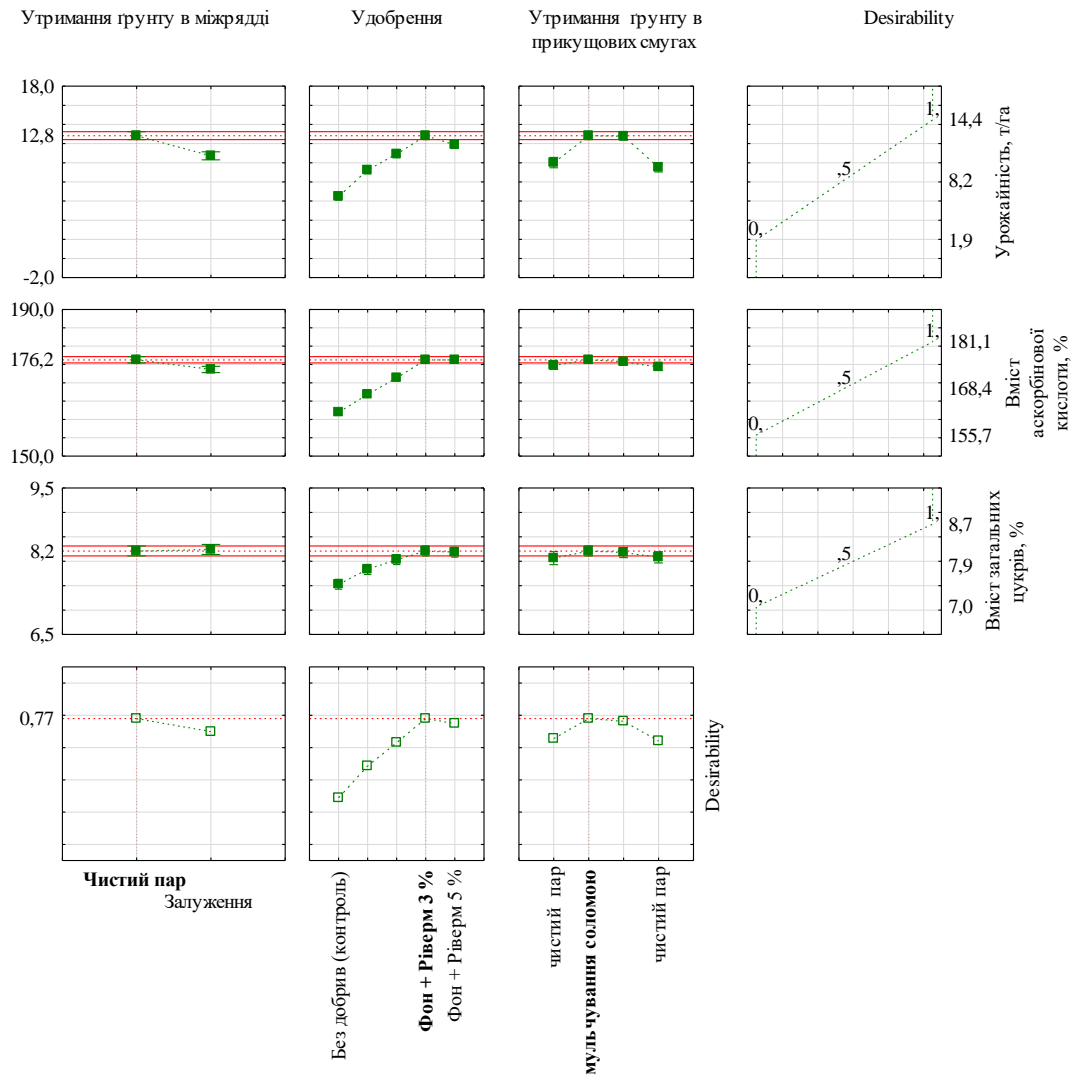 Утримання ґрунту в міжрядді
Удобрення
Утримання ґрунту в
прикущових смугах
Desirability
18,0
12,8
-2,0
1,
,5
0,
14,4
8,2
1,9
Урожайність, т/га
190,0
176,2
150,0
1,
,5
0,
181,1
168,4
155,7
Вміст
аскорбінової
кислоти, %
9,5
8,2
6,5
1,
,5
0,
8,7
7,9
7,0
Вміст загальних
цукрів, %
0,77
Desirability
Чистий пар
Залуження
Без добрив (контроль)
Фон + Ріверм 3 %
Фон + Ріверм 5 %
чистий пар
мульчування соломою
чистий пар